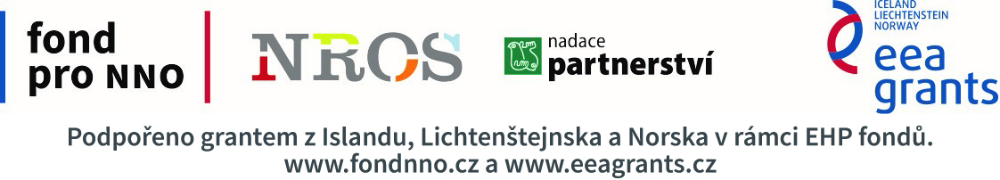 fond
pro NNO
NROS
nadace
partnerství
ICELAND
LIECHTENSTEIN
NORWAY
eea
grants
Podpořeno grantem z Islandu, Lichtenštejnska a Norska v rámci EHP fondů.
www.fondnno.cz a www.eeagrants.cz